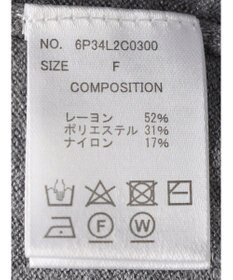 NO. 6P34L2C0300
SIZE F
COMPOSITION
レーヨン 52%
ポリエステル 31%
ナイロン 17%
F W